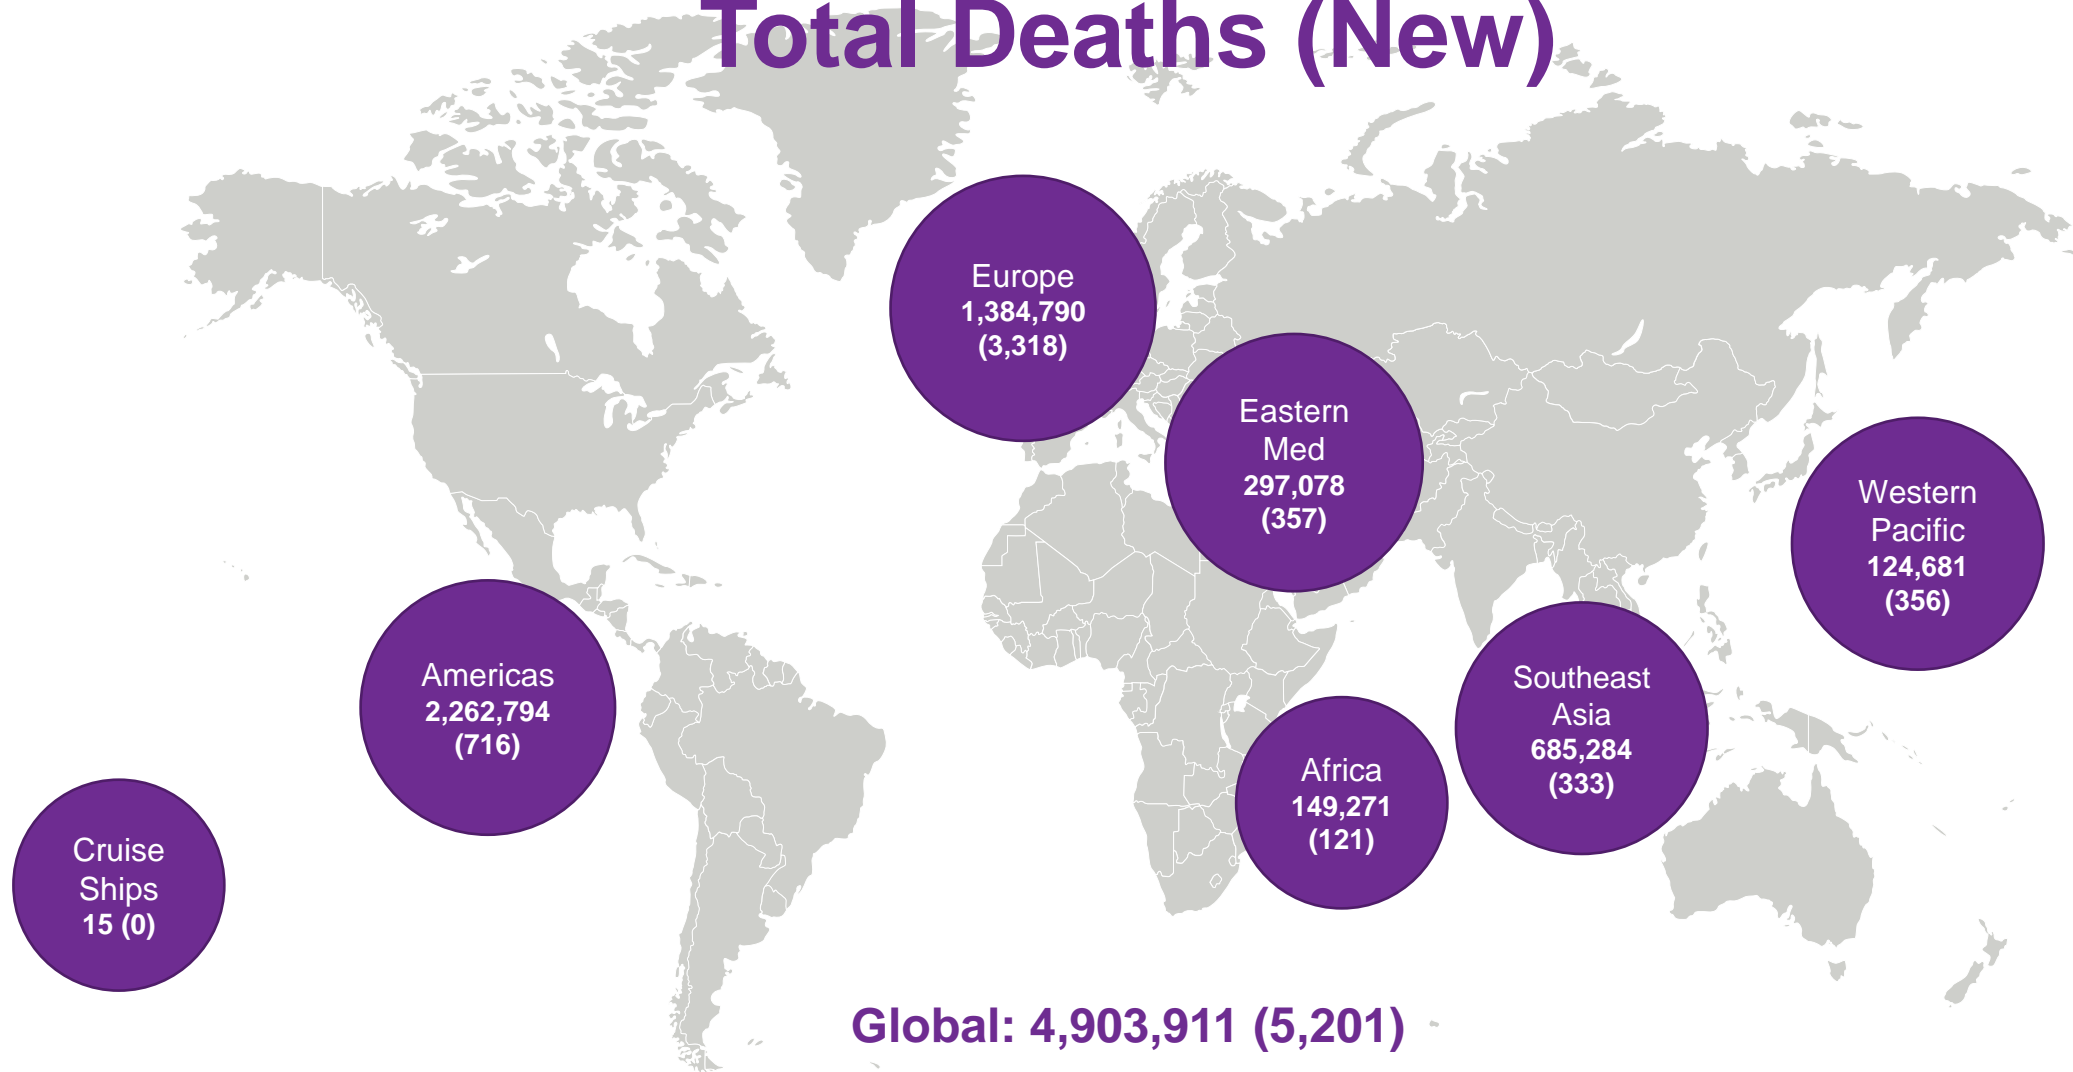 Total Deaths (New)
Europe
1,384,790
(3,318)
Eastern
Med
297,078
(357)
Western
Pacific
124,681
(356)
Americas
2,262,794
(716)
Southeast
Asia
685,284
(333)
Africa
149,271
(121)
Cruise
Ships
15 (0)
Global: 4,903,911 (5,201)